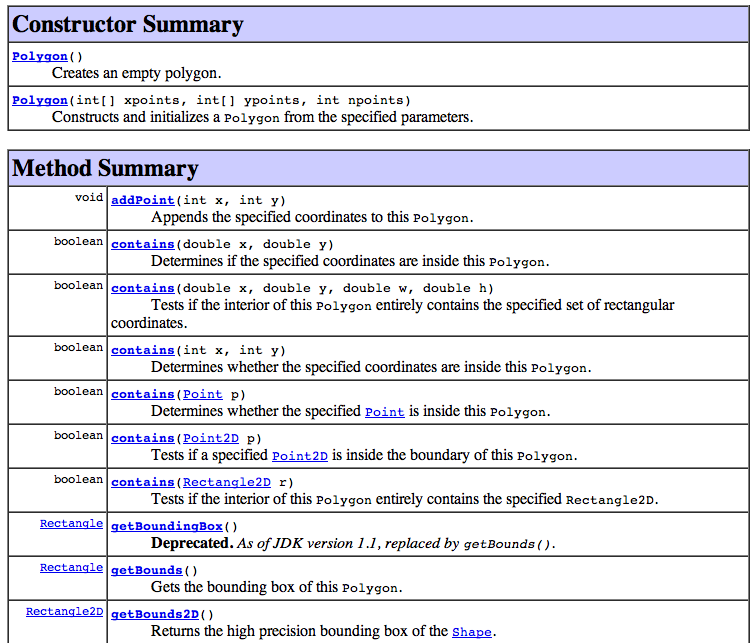 Constructor Summary
Polygon()
Creates an empty polygon.
Polygon(int[] xpoints, int[] ypoints, int npoints)
Constructs and initializes a Polygon from the specified parameters.
Method Summary
void addPoint(int x, int y)
Appends the specified coordinates to this Polygon.
boolean contains(double x, double y)
Determines if the specified coordinates are inside this Polygon.
boolean contains(double x, double y, double w, double h)
Tests if the interior of this Polygon entirely contains the specified set of rectangular
coordinates.
boolean contains(int x, int y)
Determines whether the specified coordinates are inside this Polygon.
boolean contains(Point p)
Determines whether the specified Point is inside this Polygon.
boolean contains(Point2D p)
Tests if a specified Point2D is inside the boundary of this Polygon.
boolean contains(Rectangle2D r)
Tests if the interior of this Polygon entirely contains the specified Rectangle2D.
Rectangle getBoundingBox()
Deprecated. As of JDK version 1.1, replaced by getBounds().
Rectangle getBounds()
Gets the bounding box of this Polygon.
Rectangle2D getBounds2D()
Returns the high precision bounding box of the Shape.